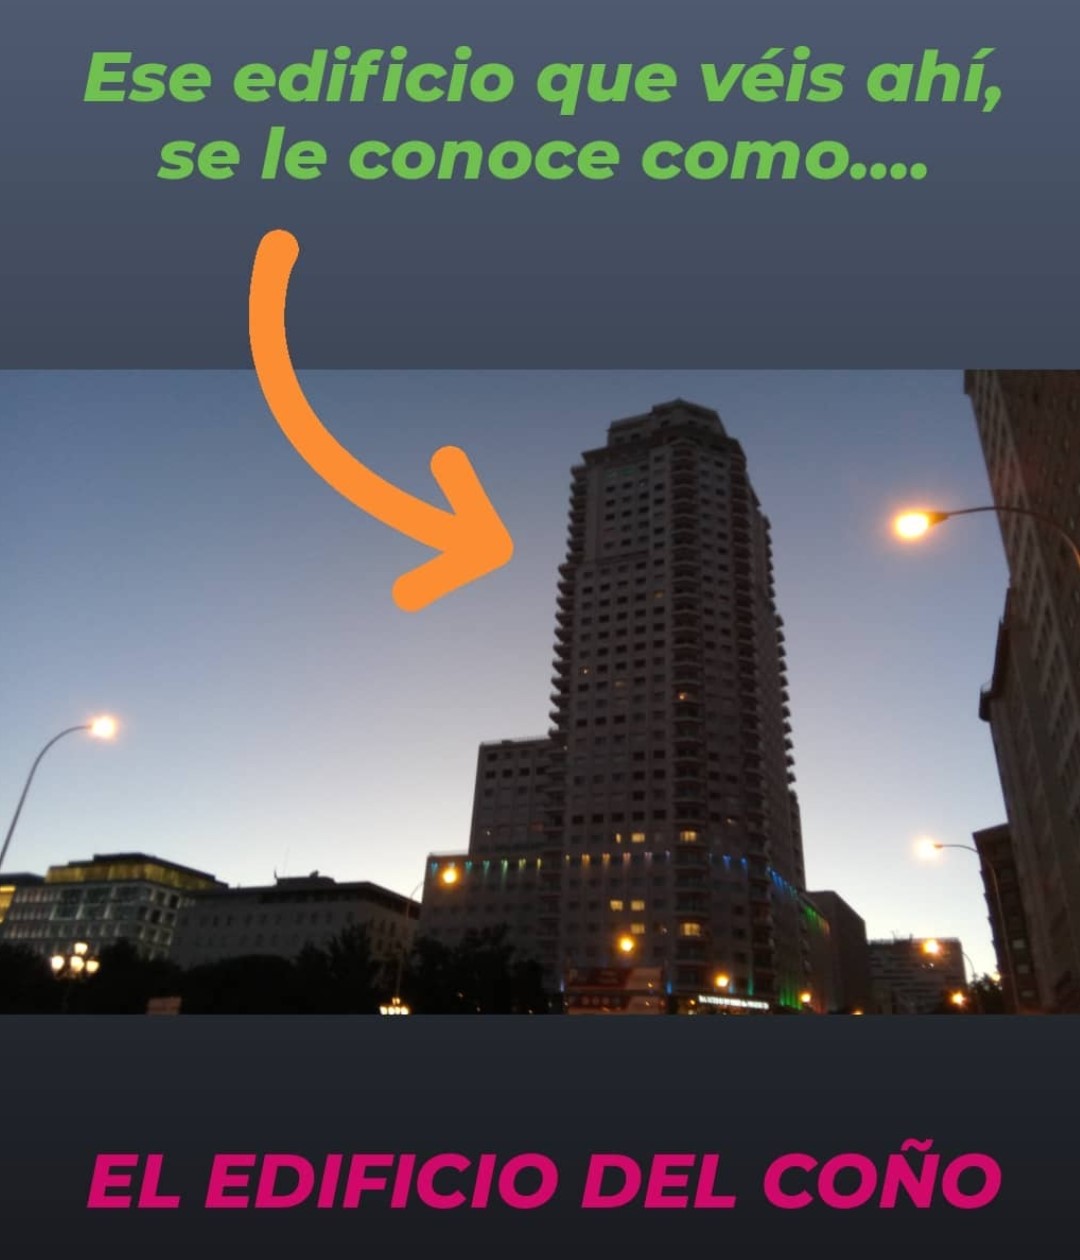 Ese edificio que véis ahí,
se le conoce como....
EL EDIFICIO DEL COÑO